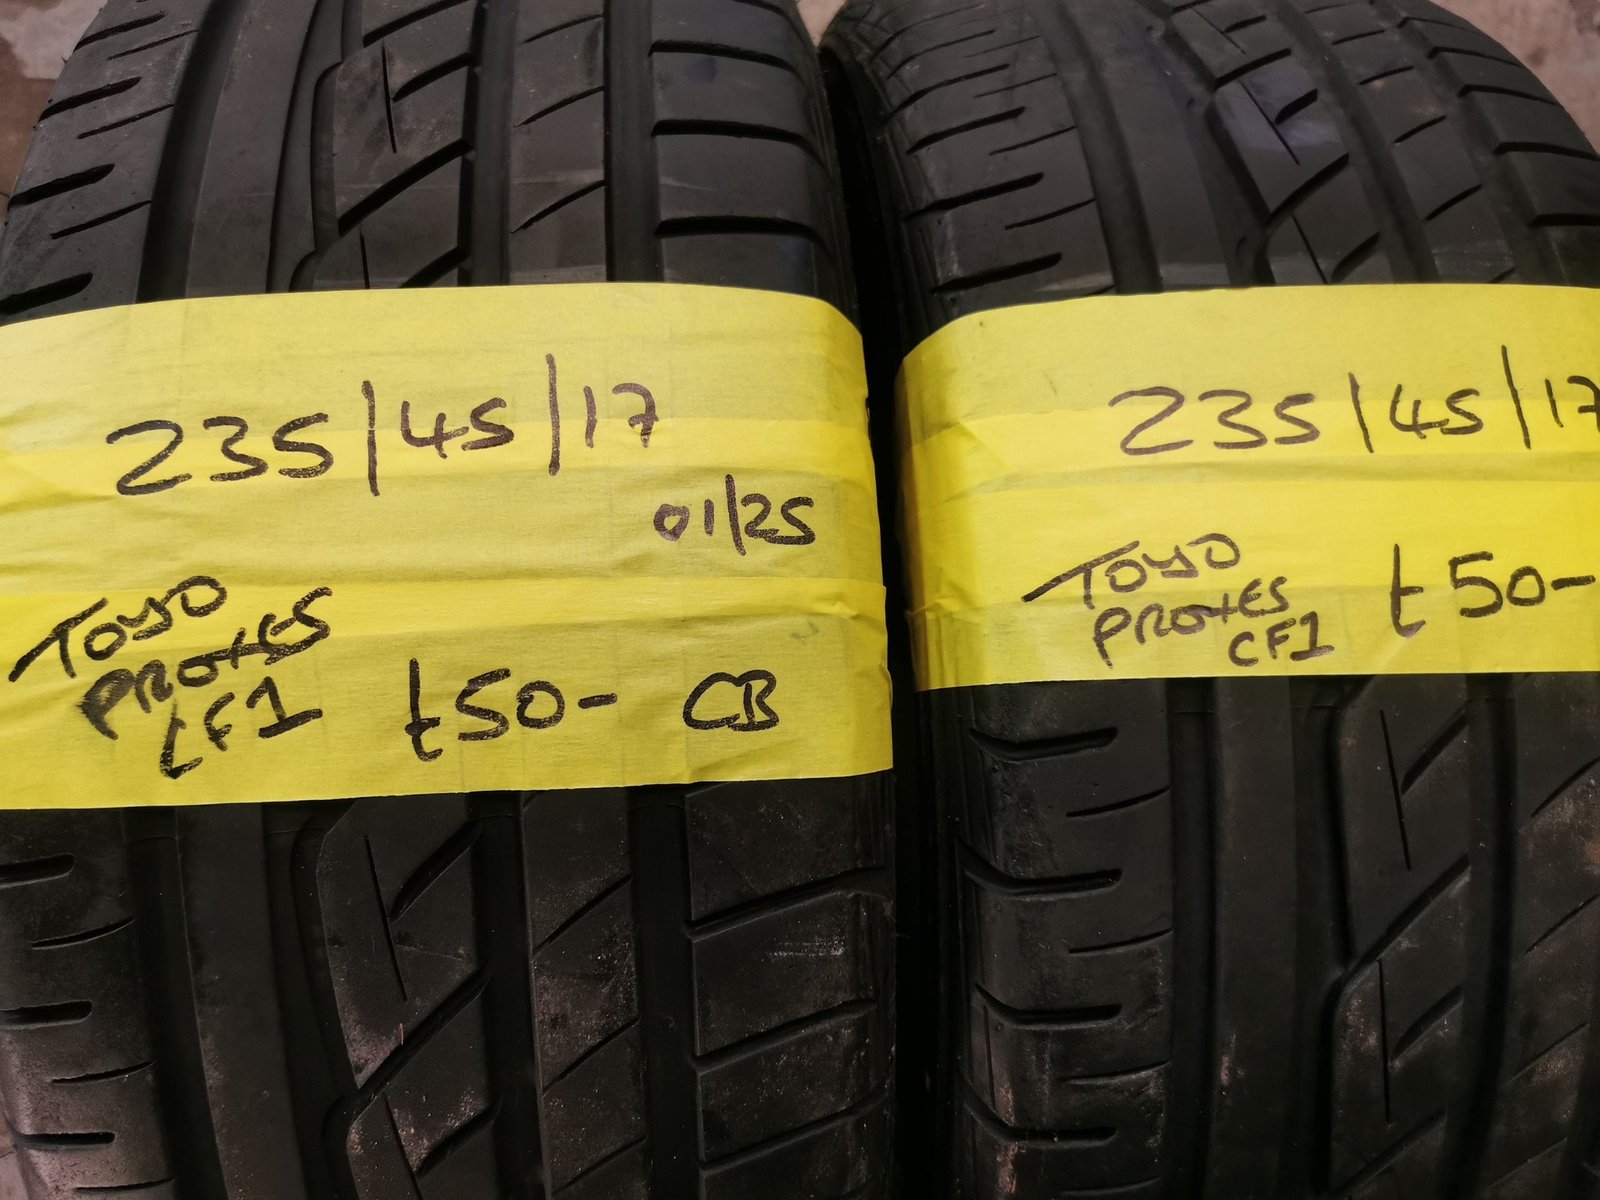 235/45/17
01/25
TOYO
PROXES
CF1
£50- CB
235/45/17
TOYO
PROXES
CF1
£50-